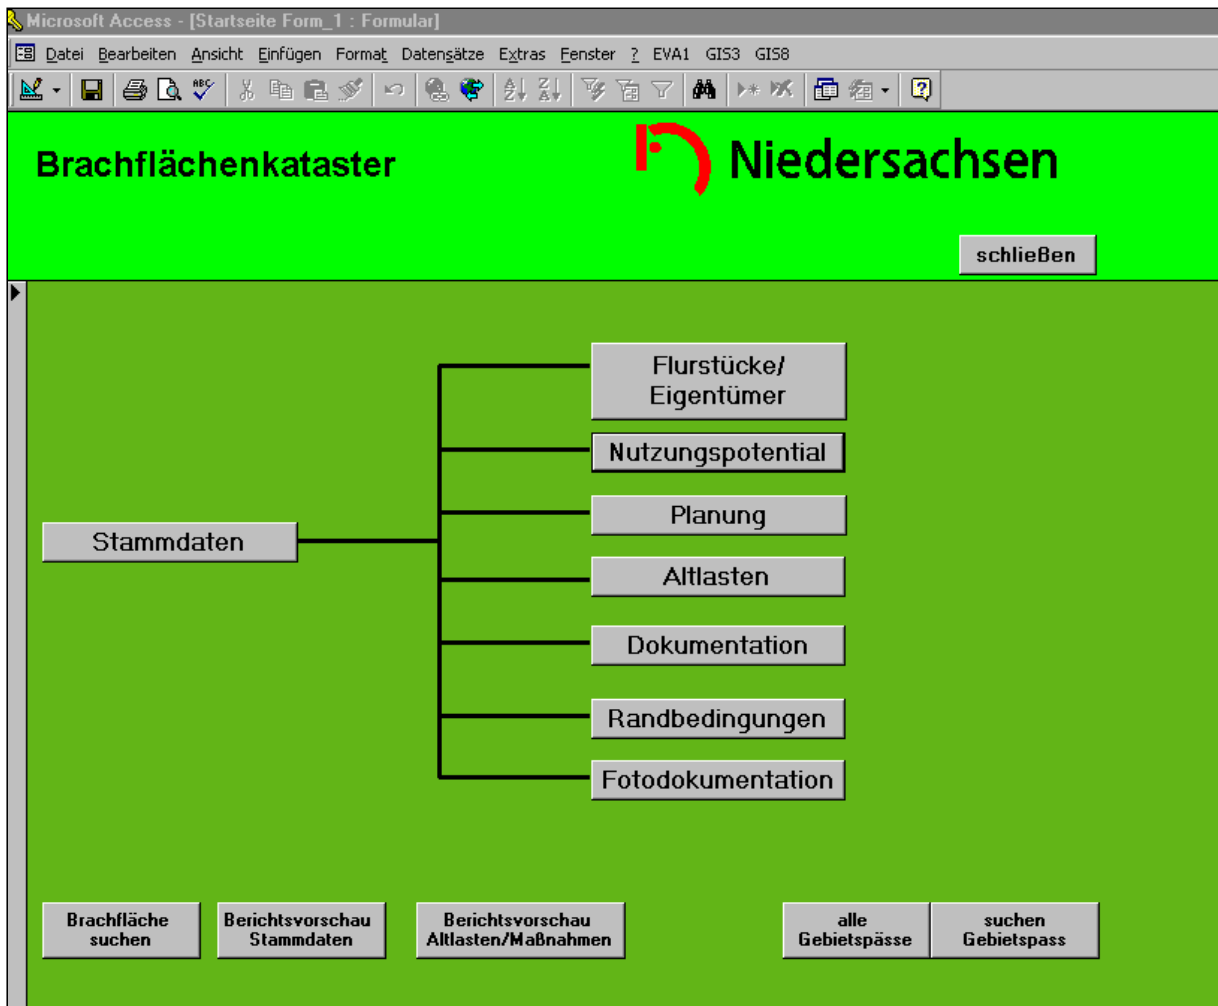 Microsoft Access - [Startseite Form_1 : Formular]
Datei Bearbeiten Ansicht Einfügen Format Datensätze Extras Fenster ? EVA1 GIS3 GIS8
Brachflächenkataster
Niedersachsen
schließen
Flurstücke/
Eigentümer
Nutzungspotential
Planung
Stammdaten
Altlasten
Dokumentation
Randbedingungen
Fotodokumentation
Brachfläche
suchen
Berichtsvorschau
Stammdaten
Berichtsvorschau
Altlasten/Maßnahmen
alle
Gebietspässe
suchen
Gebietspass